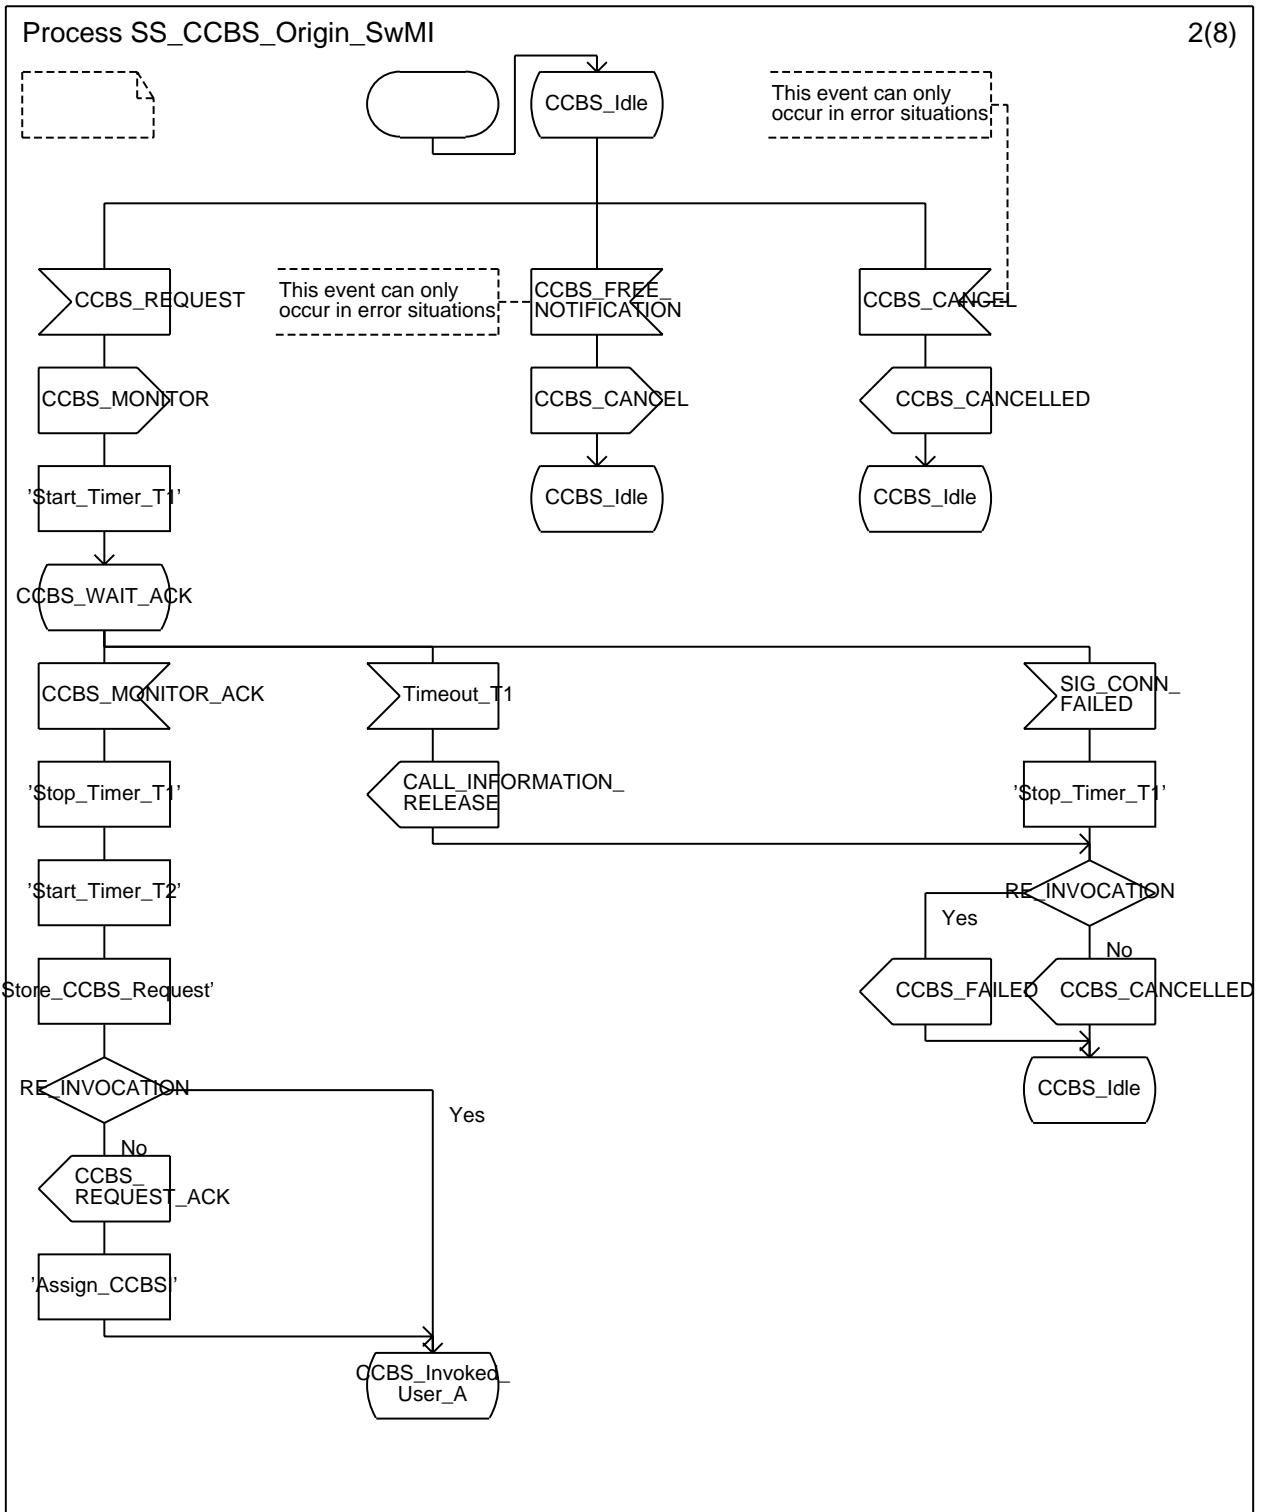 Process SS_CCBS_Origin_SwMI
2(8)
CCBS_Idle
This event can only
occur in error situations
CCBS_REQUEST
This event can only
occur in error situations
CCBS_FREE_
NOTIFICATION
CCBS_CANCEL
CCBS_MONITOR
CCBS_CANCEL
CCBS_CANCELLED
'Start_Timer_T1'
CCBS_Idle
CCBS_Idle
CCBS_WAIT_ACK
CCBS_MONITOR_ACK
Timeout_T1
SIG_CONN_
FAILED
'Stop_Timer_T1'
CALL_INFORMATION_
RELEASE
'Stop_Timer_T1'
'Start_Timer_T2'
RE_INVOCATION
Yes
No
Store_CCBS_Request'
CCBS_FAILED
CCBS_CANCELLED
RE_INVOCATION
CCBS_Idle
Yes
No
CCBS_
REQUEST_ACK
'Assign_CCBSI'
CCBS_Invoked_
User_A